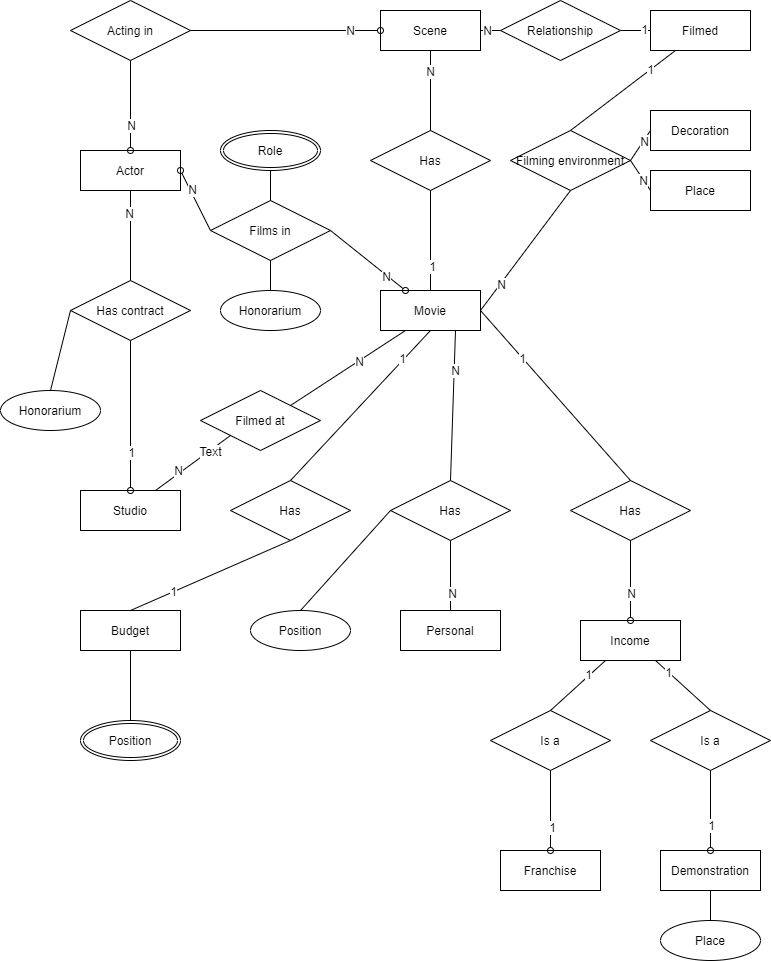 Acting in
N
Scene
N
Relationship
1
Filmed
N
1
N
Actor
Role
Has
Filming environment
N
Decoration
N
Place
N
N
Films in
N
1
N
Has contract
Honorarium
Movie
Honorarium
N
1
N
1
Filmed at
Text
1
N
Studio
Has
Has
Has
1
N
N
Budget
Position
Personal
Income
1
1
Position
Is a
Is a
1
1
Franchise
Demonstration
Place